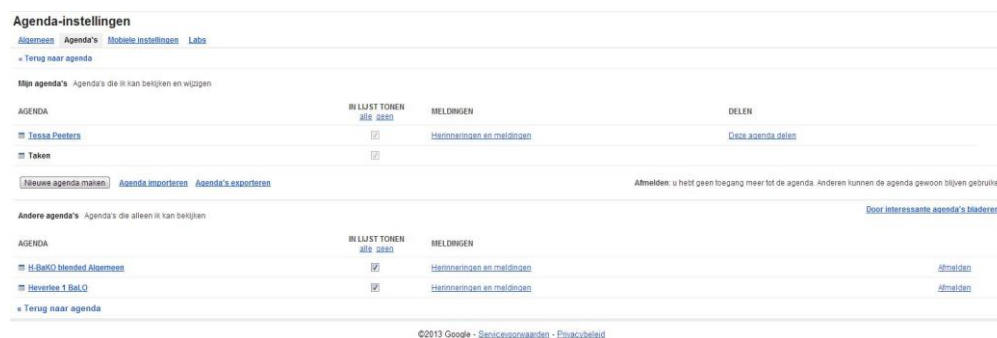 Agenda-instellingen
Algemeen Agenda's Mobiele instellingen Labs
« Terug naar agenda
Mijn agenda's Agenda's die ik kan bekijken en wijzigen
AGENDA IN LIJST TONEN MELDINGEN DELEN
alle geen
Tessa Peeters Herinneringen en meldingen Deze agenda delen
Taken
Nieuwe agenda maken Agenda importeren Agenda's exporteren Afmelden: u hebt geen toegang meer tot de agenda. Anderen kunnen de agenda gewoon blijven gebruike
Andere agenda's Agenda's die alleen ik kan bekijken Door interessante agenda's bladeren
AGENDA IN LIJST TONEN MELDINGEN
alle geen
H-BaKO blended Algemeen Herinneringen en meldingen Afmelden
Heverlee 1 BaLO Herinneringen en meldingen Afmelden
« Terug naar agenda
©2013 Google - Servicevoorwaarden - Privacybeleid